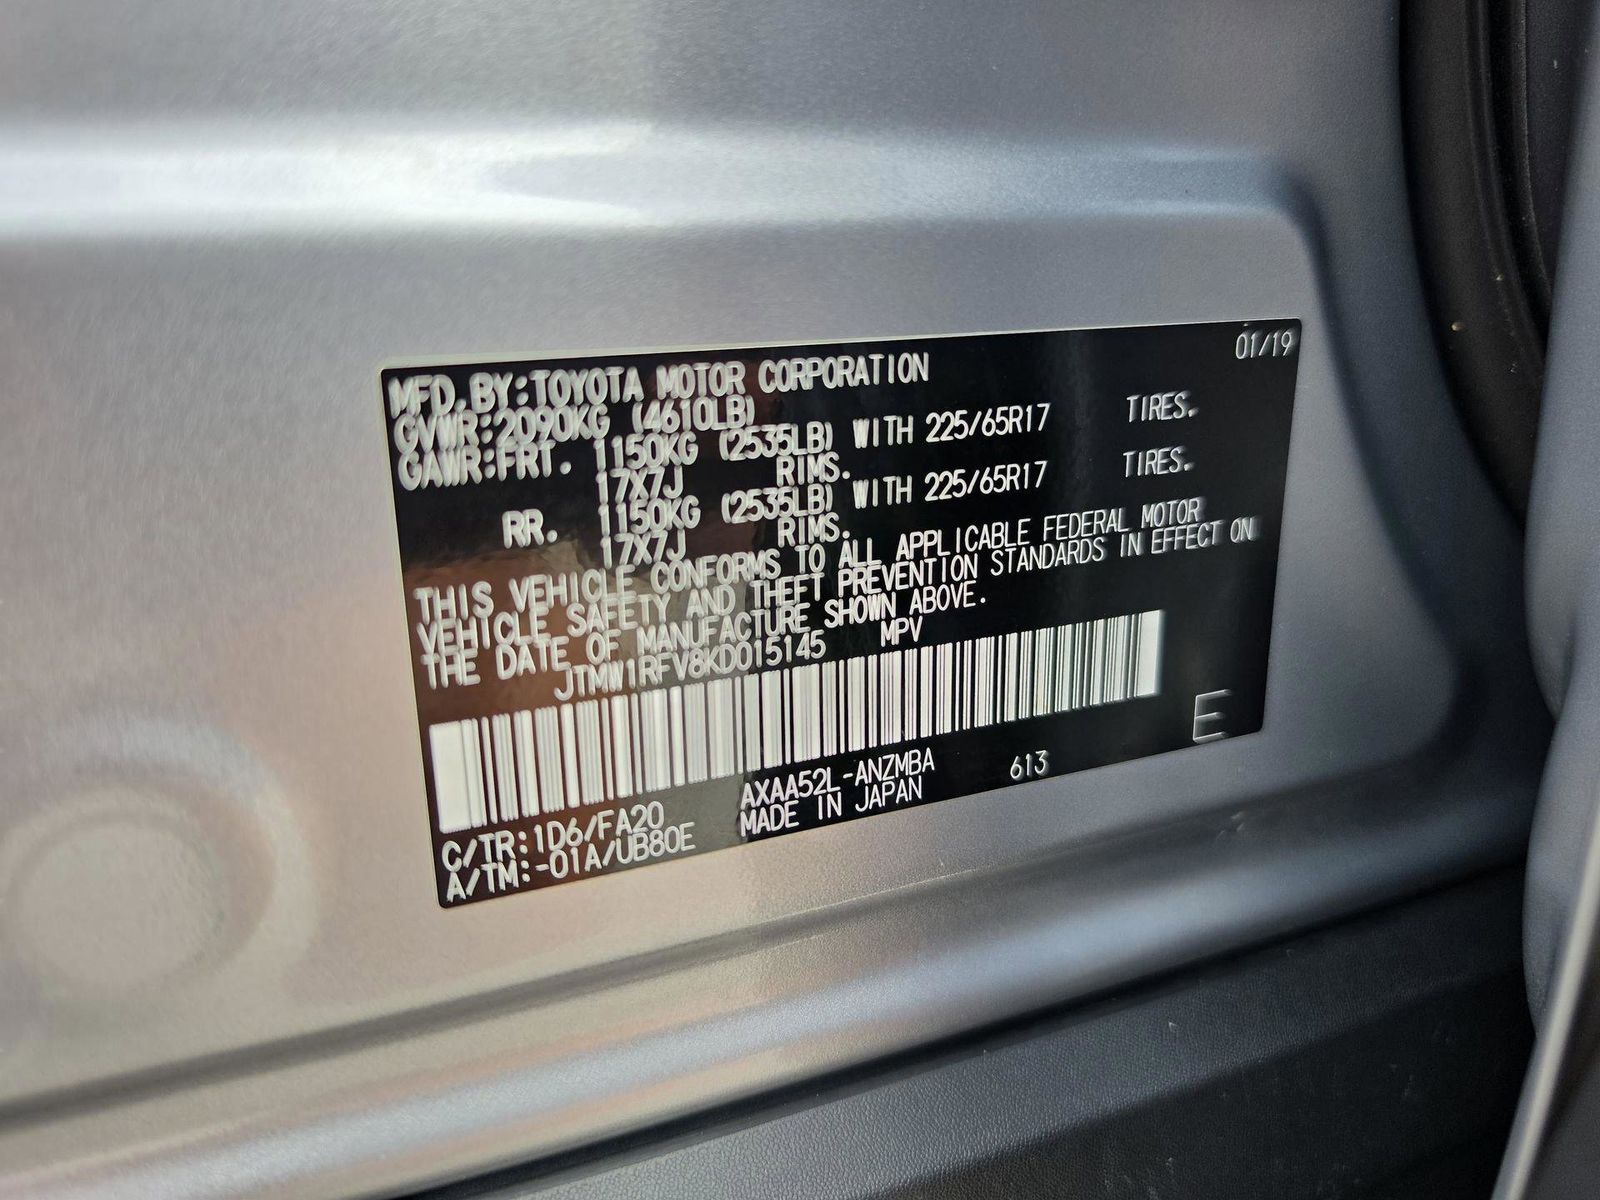 01/19
MFD.BY:TOYOTA MOTOR CORPORATION
GVWR:2090KG (4610LB)
GAWR:FRT. 1150KG (2535LB) WITH 225/65R17 TIRES.
17X7J RIMS.
RR. 1150KG (2535LB) WITH 225/65R17 TIRES.
17X7J RIMS.
THIS VEHICLE CONFORMS TO ALL APPLICABLE FEDERAL MOTOR
VEHICLE SAFETY AND THEFT PREVENTION STANDARDS IN EFFECT ON
THE DATE OF MANUFACTURE SHOWN ABOVE.
JTMW1RFV8KD015145 MPV
E
C/TR:1D6/FA20 AXAA52L-ANZMBA 613
A/TM:-01A/UB80E MADE IN JAPAN